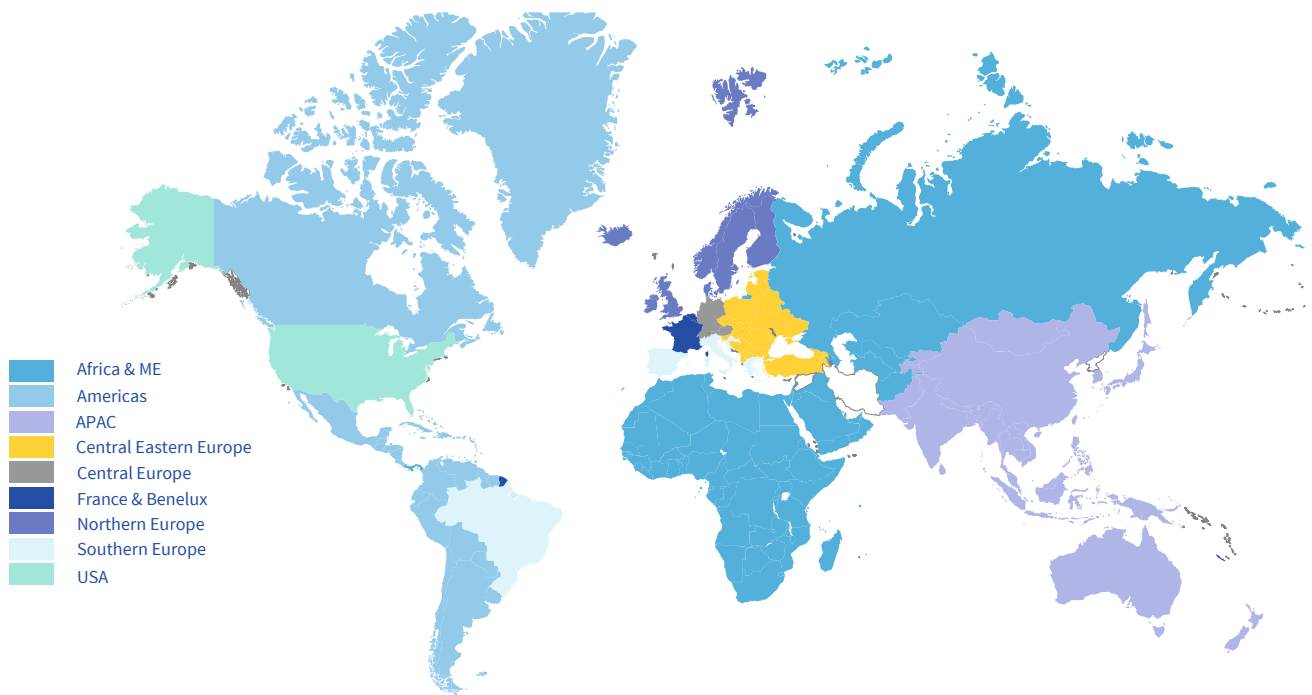 Africa & ME
Americas
APAC
Central Eastern Europe
Central Europe
France & Benelux
Northern Europe
Southern Europe
USA